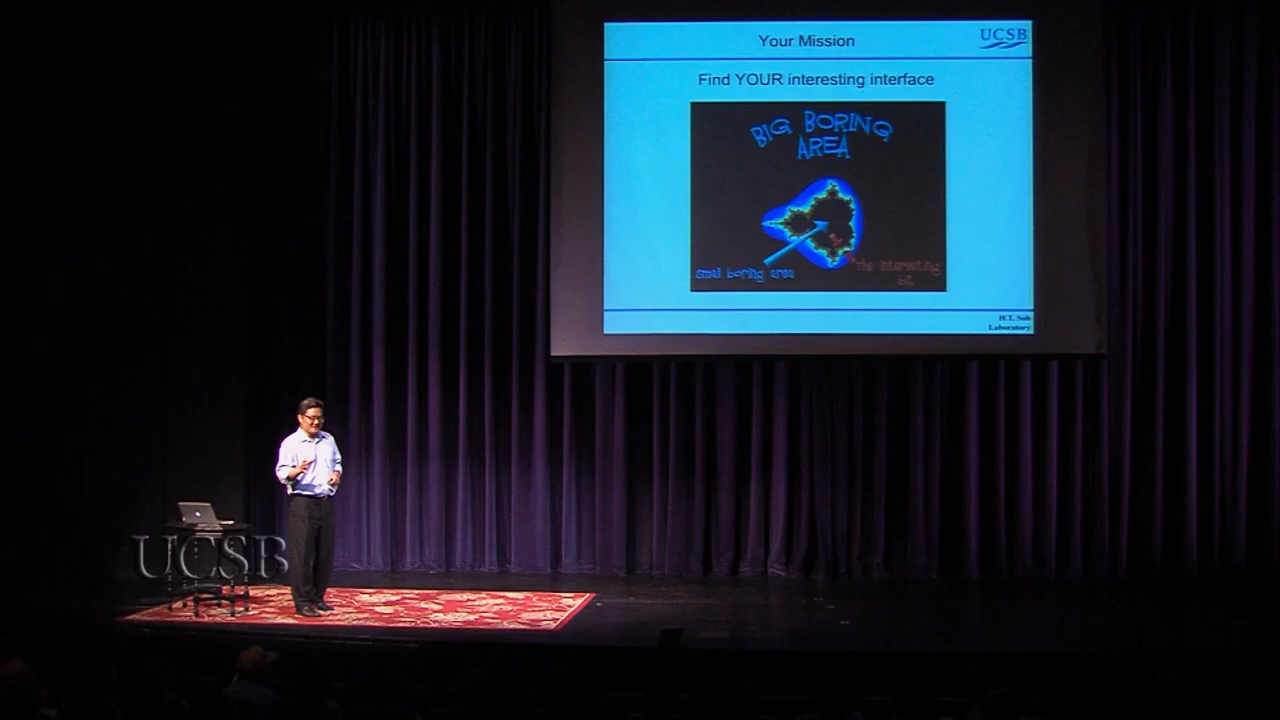 Your Mission
UCSB
Find YOUR interesting interface
BIG BORING
AREA
small boring area
The interesting
bit
H.T. Soh
Laboratory
UCSB